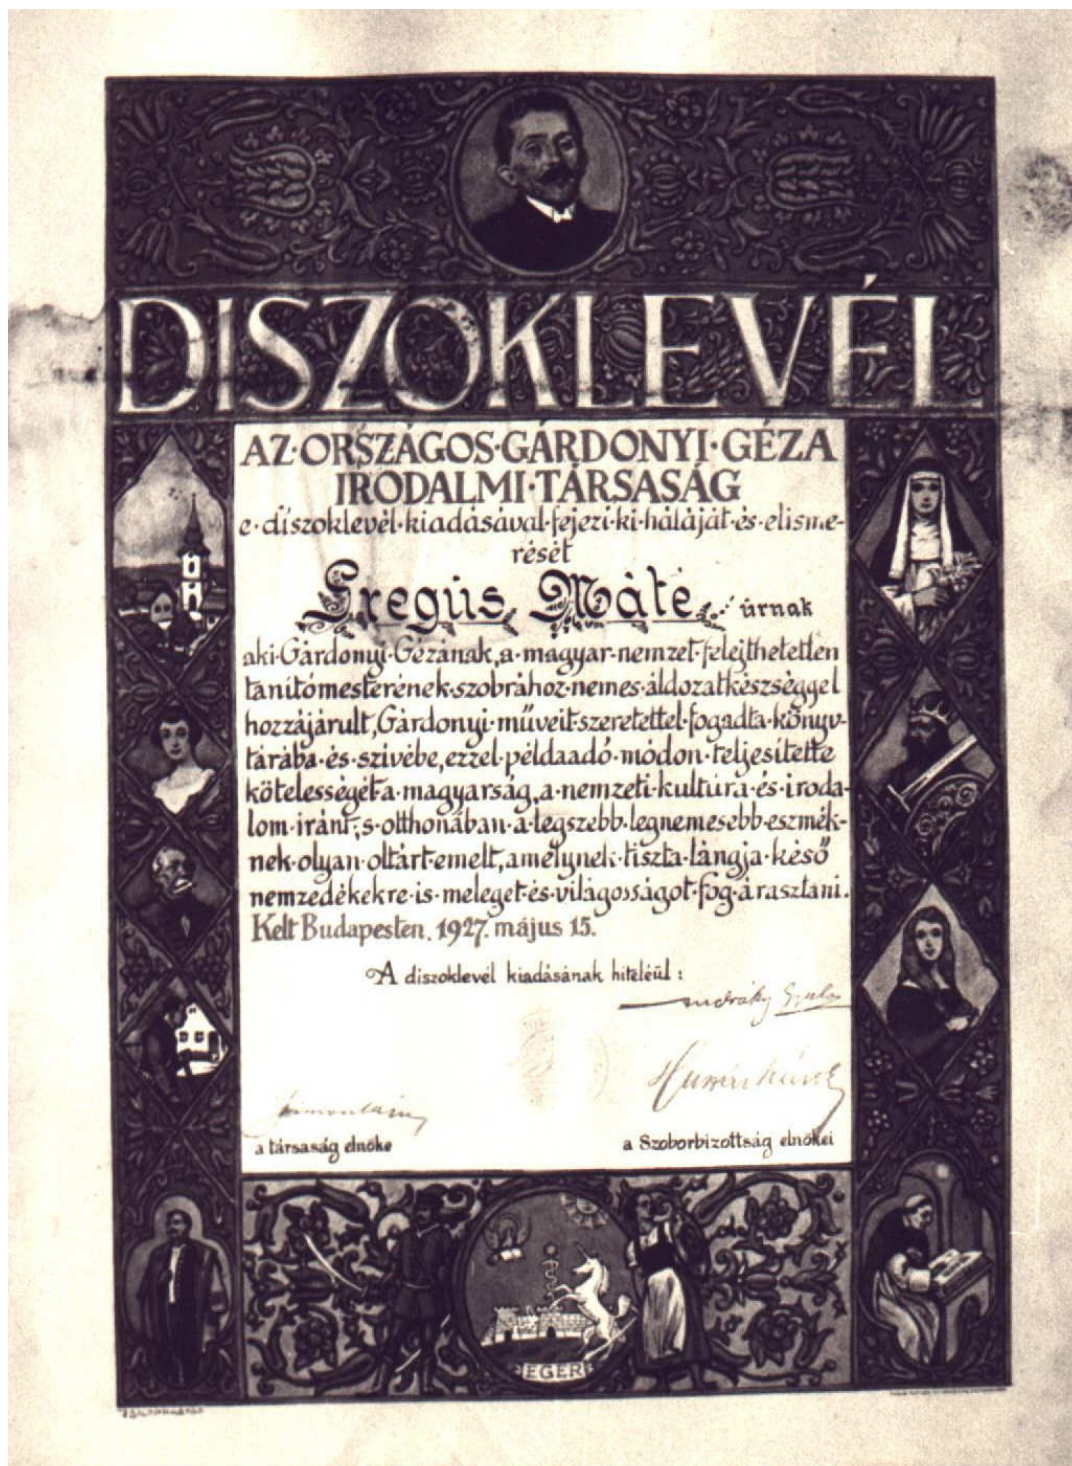 DISZOKLEVÉL
AZ·ORSZÁGOS·GÁRDONYI·GÉZA
IRODALMI·TÁRSASÁG
e·díszoklevél·kiadásával·fejezi·ki·háláját·és·elisme-
rését
Máté úrnak
aki·Gárdonyi·Gézának,a·magyar·nemzet·felejthetetlen
tanítómesterének·szobrához·nemes·áldozatkészséggel
hozzájárult,Gárdonyi·műveit·szeretettel·fogadta·könyv-
tárába·és·szivébe,ezzel·példaadó·módon·teljesítette
kötelességét·a·magyarság,a·nemzeti·kultúra·és·iroda-
lom·iránt,s·otthonában·a·legszebb·legnemesebb·eszmék-
nek·olyan·oltárt·emelt,amelynek·tiszta·lángja·késő
nemzedékekre·is·meleget·és·világosságot·fog·árasztani.
Kelt Budapesten. 1927. május 15.
A diszoklevél kiadásának hiteléül:
a társaság elnöke
a Szoborbizottság elnökei
EGER